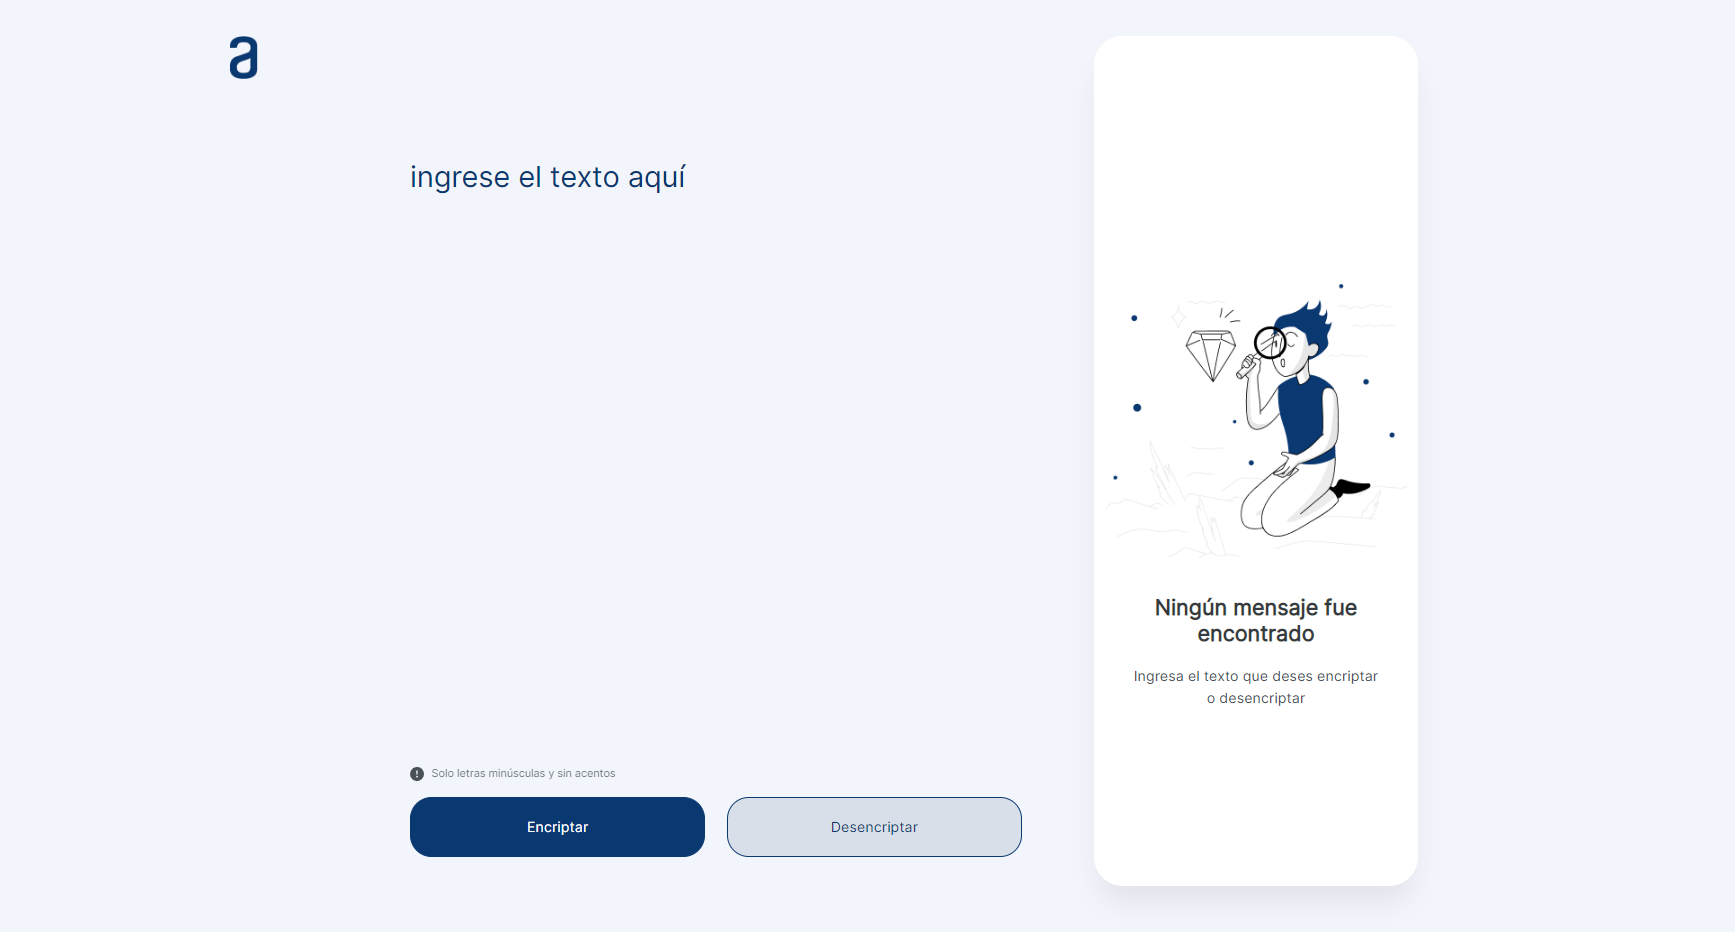 a
ingrese el texto aquí
Ningún mensaje fue
encontrado
Ingresa el texto que deses encriptar
o desencriptar
Solo letras minúsculas y sin acentos
Encriptar
Desencriptar